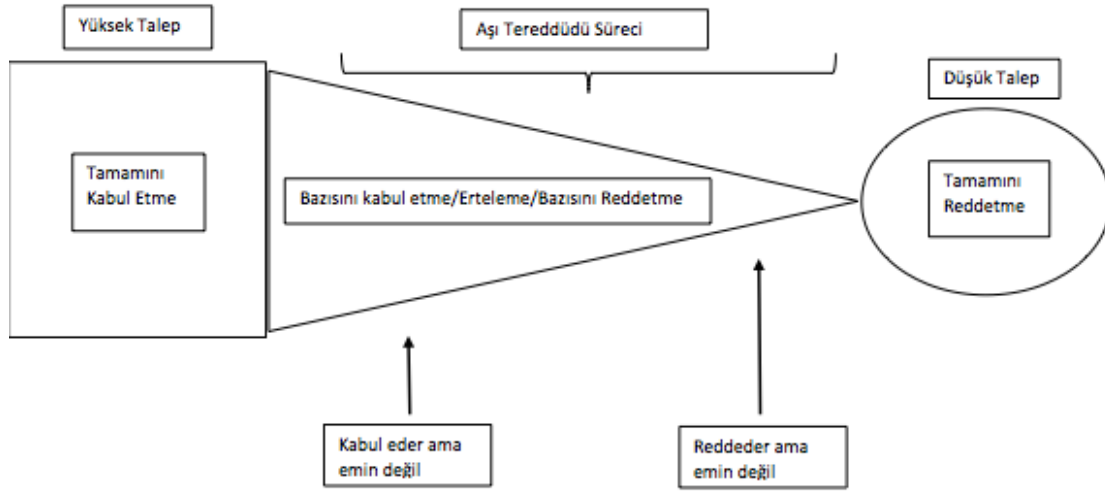 Yüksek Talep
Aşı Tereddüdü Süreci
Düşük Talep
Tamamını
Kabul Etme
Bazısını kabul etme/Erteleme/Bazısını Reddetme
Tamamını
Reddetme
Kabul eder ama
emin değil
Reddeder ama
emin değil